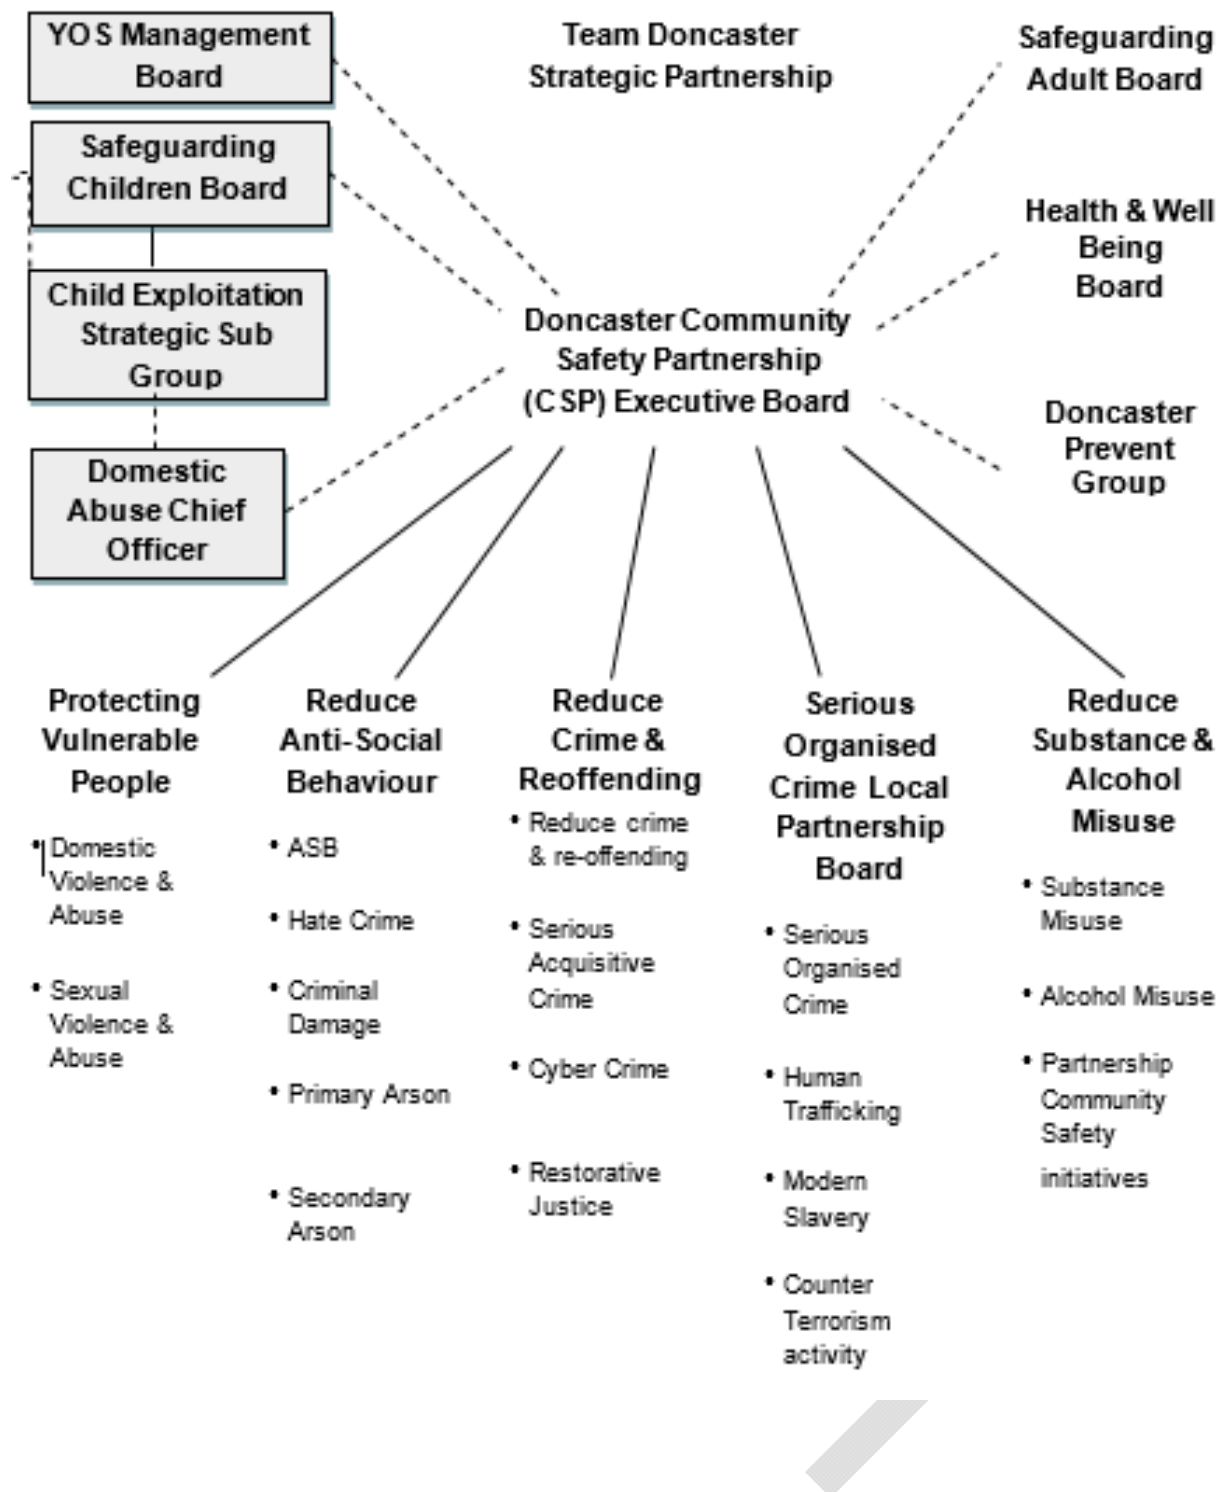 YOS Management
Board
Team Doncaster
Strategic Partnership
Safeguarding
Adult Board
Safeguarding
Children Board
Health & Well
Being
Board
Child Exploitation
Strategic Sub
Group
Doncaster Community
Safety Partnership
(CSP) Executive Board
Doncaster
Prevent
Group
Domestic
Abuse Chief
Officer
Protecting
Vulnerable
People
• Domestic
Violence &
Abuse
• Sexual
Violence &
Abuse
Reduce
Anti-Social
Behaviour
• ASB
• Hate Crime
• Criminal
Damage
• Primary Arson
• Secondary
Arson
Reduce
Crime &
Reoffending
• Reduce crime
& re-offending
• Serious
Acquisitive
Crime
• Cyber Crime
• Restorative
Justice
Serious
Organised
Crime Local
Partnership
Board
• Serious
Organised
Crime
• Human
Trafficking
• Modern
Slavery
• Counter
Terrorism
activity
Reduce
Substance &
Alcohol
Misuse
• Substance
Misuse
• Alcohol Misuse
• Partnership
Community
Safety
initiatives